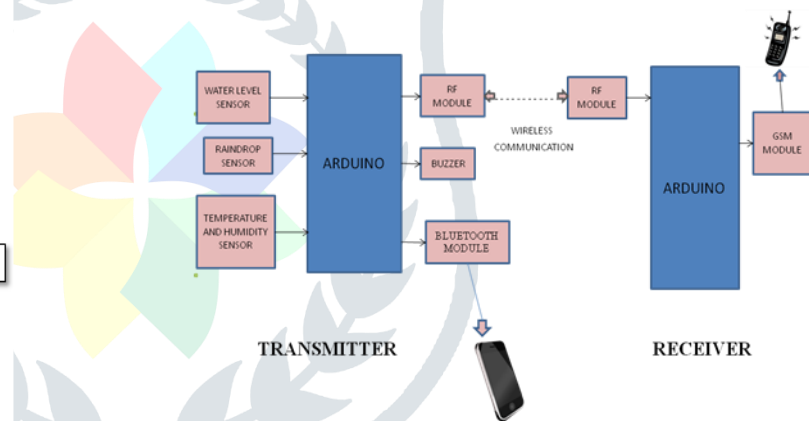 WATER LEVEL
SENSOR
RAINDROP
SENSOR
TEMPERATURE
AND HUMIDITY
SENSOR
ARDUINO
RF
MODULE
BUZZER
BLUETOOTH
MODULE
WIRELESS
COMMUNICATION
RF
MODULE
ARDUINO
GSM
MODULE
TRANSMITTER
RECEIVER